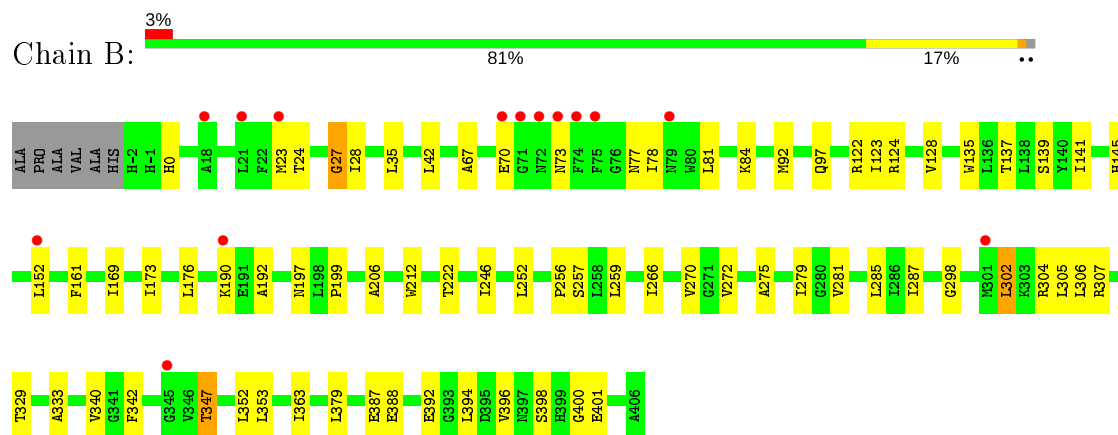 3%
Chain B:
81% 17% ••
ALA PRO ALA VAL ALA HIS H-2 H-1 H0 A18 L21 F22 M23 T24 G27 I28 L35 L42 A67 E70 G71 N72 N73 F74 F75 G76 N77 I78 N79 W80 L81 K84 M92 Q97 R122 I123 R124 V128 W135 L136 T137 L138 S139 Y140 I141 H145
L152 F161 I169 I173 L176 K190 E191 A192 N197 L198 P199 A206 W212 T222 I246 L252 P256 S257 L258 L259 I266 V270 G271 V272 A275 I279 G280 V281 L285 I286 I287 G298 M301 L302 K303 R304 L305 L306 R307
T329 A333 V340 G341 F342 G345 V346 T347 L352 L353 I363 L379 E387 E388 E392 G393 L394 D395 V396 N397 S398 H399 G400 E401 A406